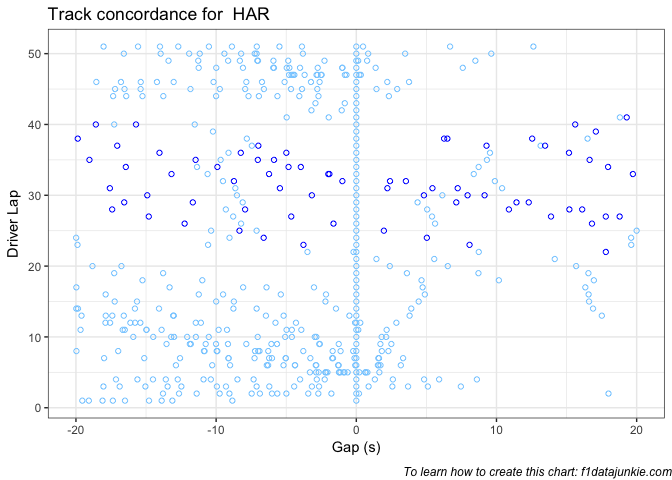 Track concordance for  HAR
50
40
30
20
10
0
Driver Lap
-20 -10 0 10 20
Gap (s)
To learn how to create this chart: f1datajunkie.com